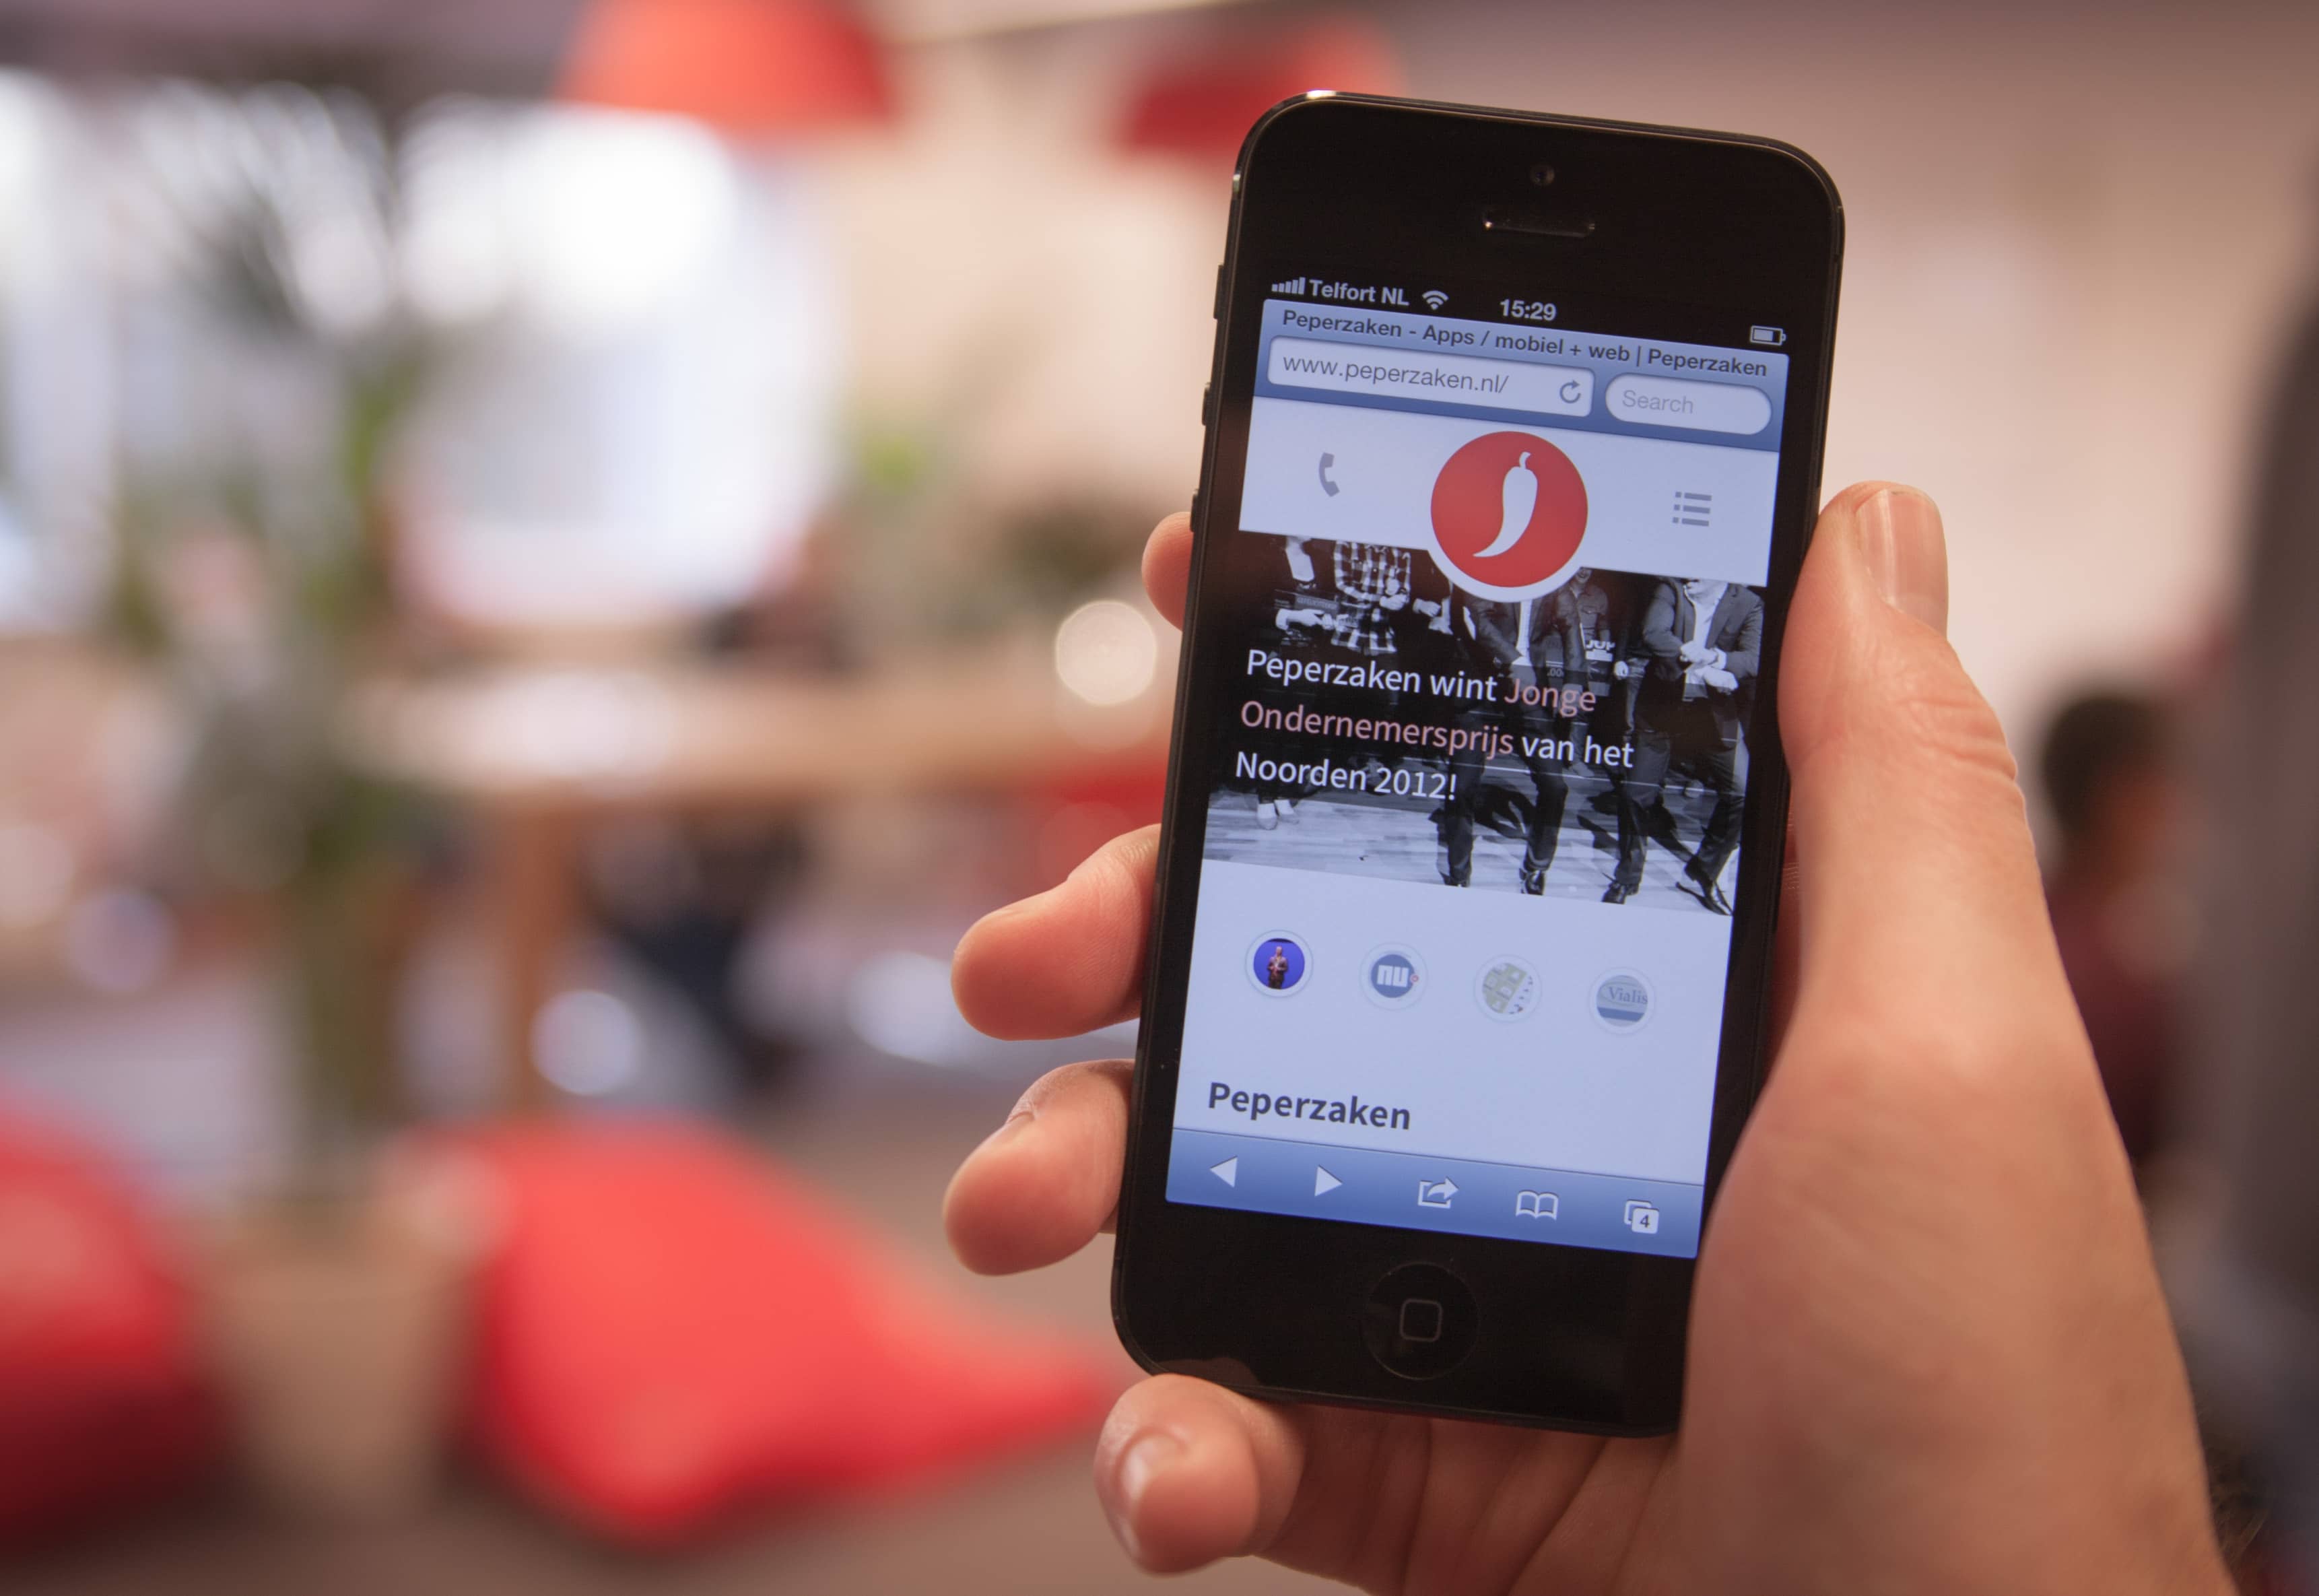 Telfort NL 15:29
Peperzaken - Apps / mobiel + web | Peperzaken
www.peperzaken.nl/ Search
Peperzaken wint Jonge
Ondernemersprijs van het
Noorden 2012!
nu
Vialis
Peperzaken
4